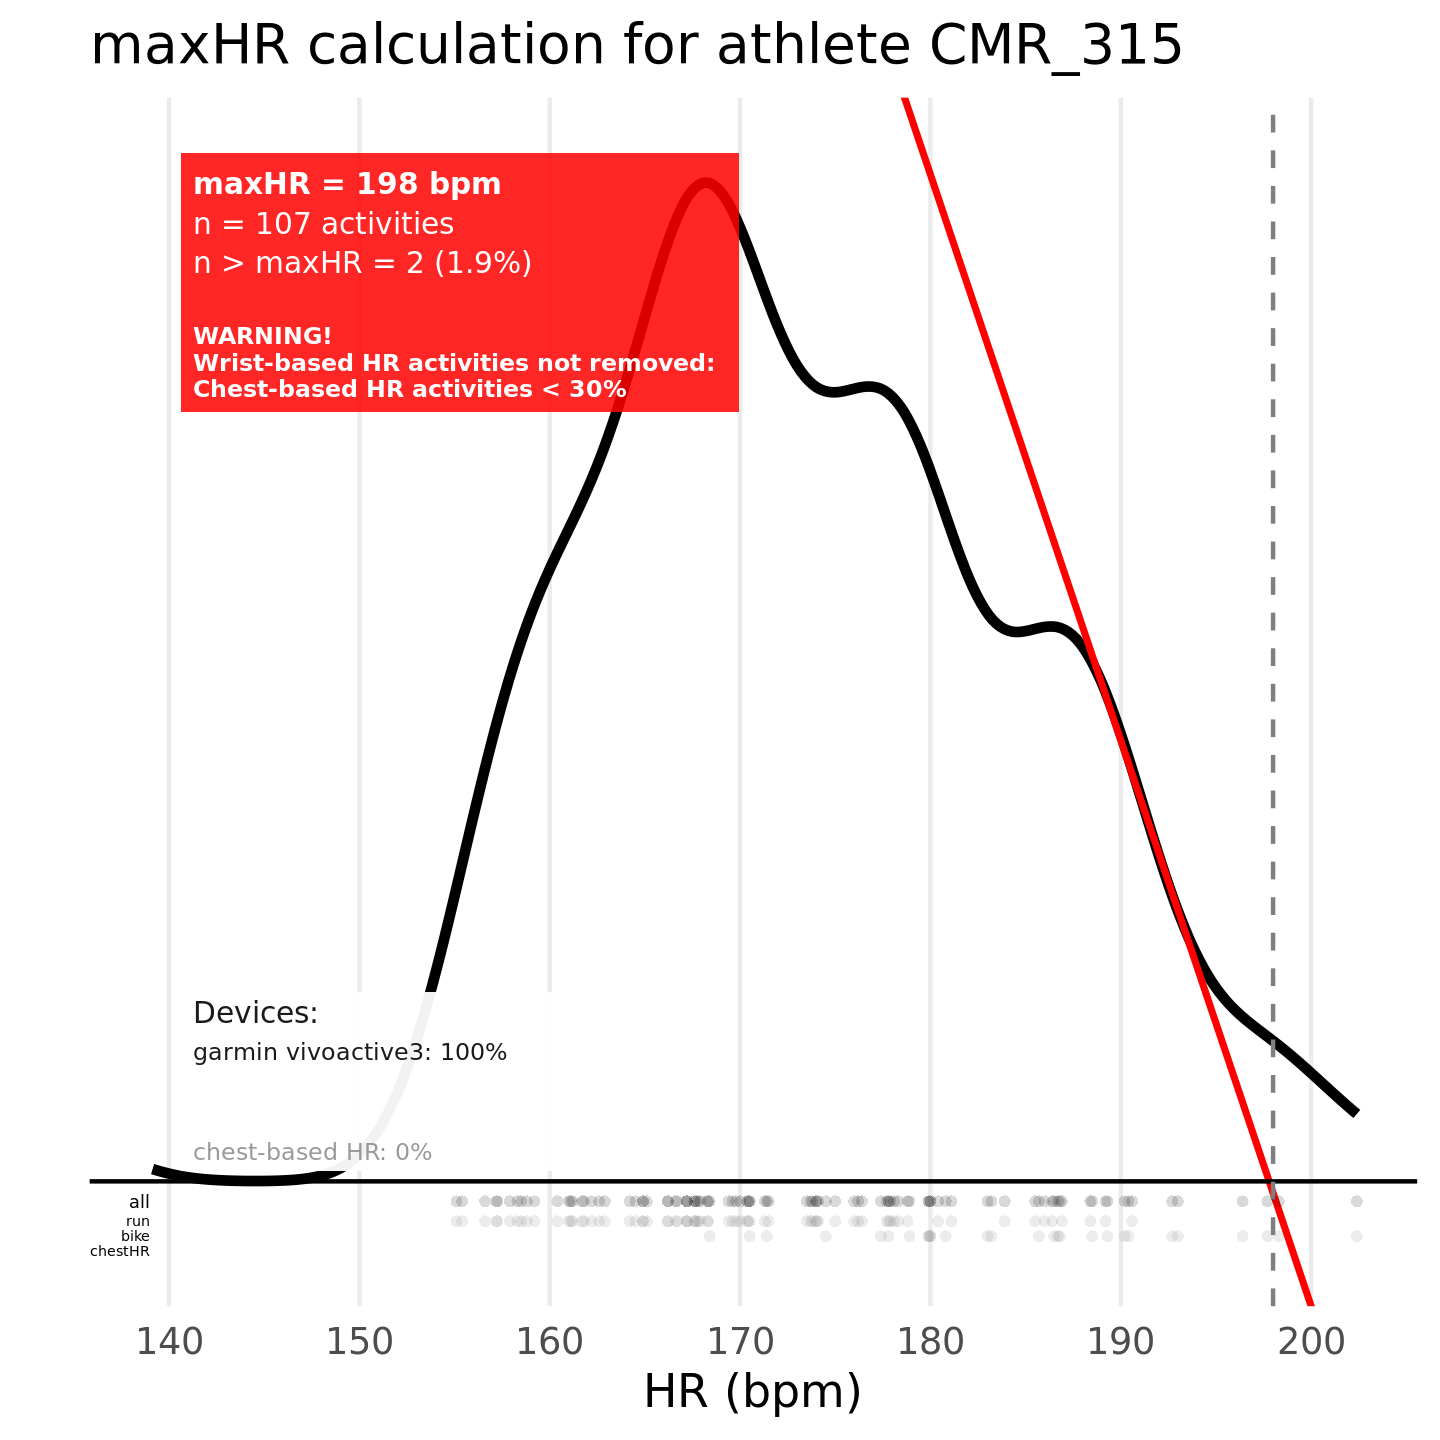 maxHR calculation for athlete CMR_315
maxHR = 198 bpm
n = 107 activities
n > maxHR = 2 (1.9%)
WARNING!
Wrist-based HR activities not removed:
Chest-based HR activities < 30%
Devices:
garmin vivoactive3: 100%
chest-based HR: 0%
all
run
bike
chestHR
140 150 160 170 180 190 200
HR (bpm)